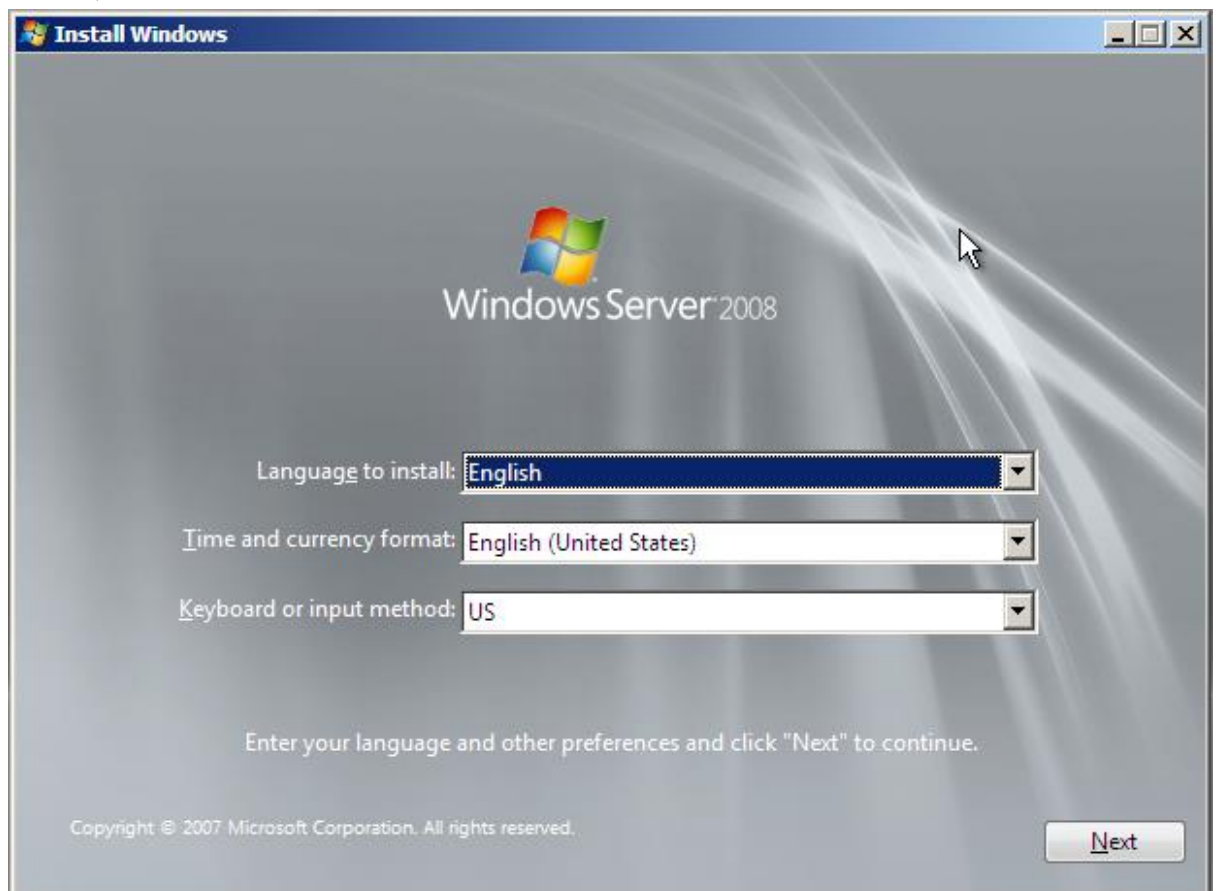 Install Windows
Windows Server 2008
Language to install: English
Time and currency format: English (United States)
Keyboard or input method: US
Enter your language and other preferences and click "Next" to continue.
Copyright © 2007 Microsoft Corporation. All rights reserved.
Next